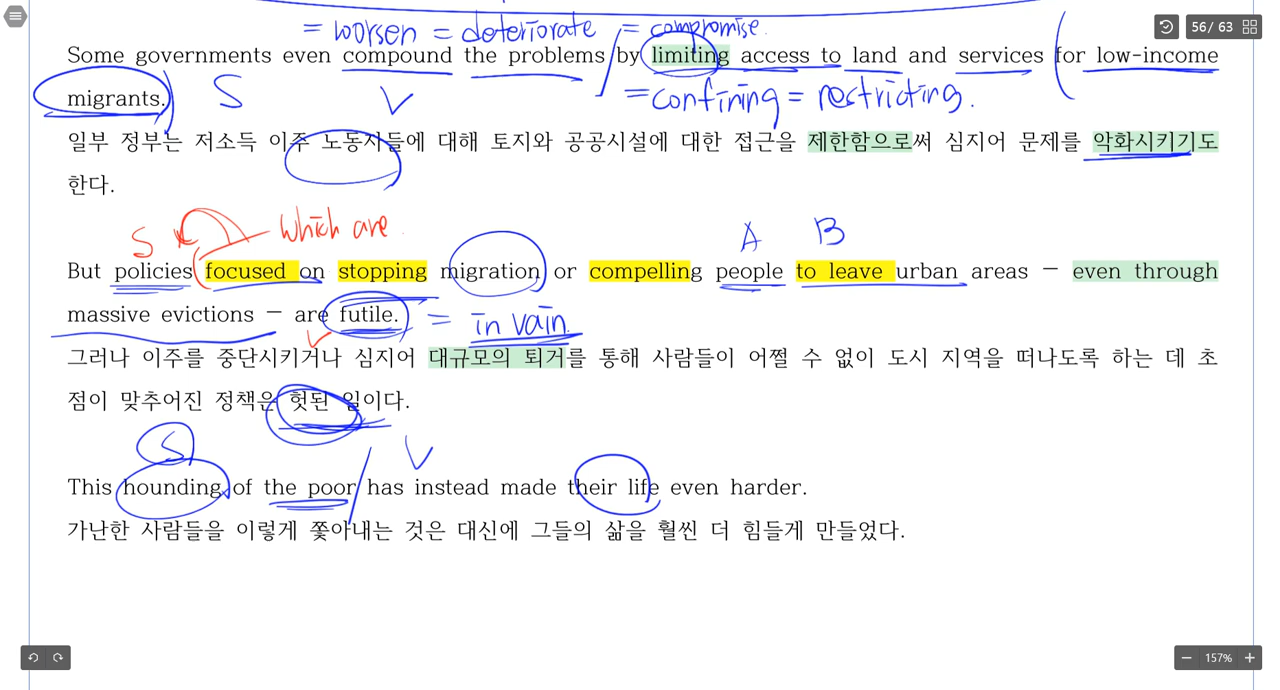 = worsen = deteriorate = compromise.
56 / 63
Some governments even compound the problems by limiting access to land and services for low-income
migrants.
S V
= confining = restricting.
일부 정부는 저소득 이주 노동자들에 대해 토지와 공공시설에 대한 접근을 제한함으로써 심지어 문제를 악화시키기도
한다.
S which are A B
But policies focused on stopping migration or compelling people to leave urban areas － even through
massive evictions － are futile. = in vain.
V
그러나 이주를 중단시키거나 심지어 대규모의 퇴거를 통해 사람들이 어쩔 수 없이 도시 지역을 떠나도록 하는 데 초
점이 맞추어진 정책은 헛된 일이다.
S V
This hounding of the poor has instead made their life even harder.
가난한 사람들을 이렇게 쫓아내는 것은 대신에 그들의 삶을 훨씬 더 힘들게 만들었다.
157%